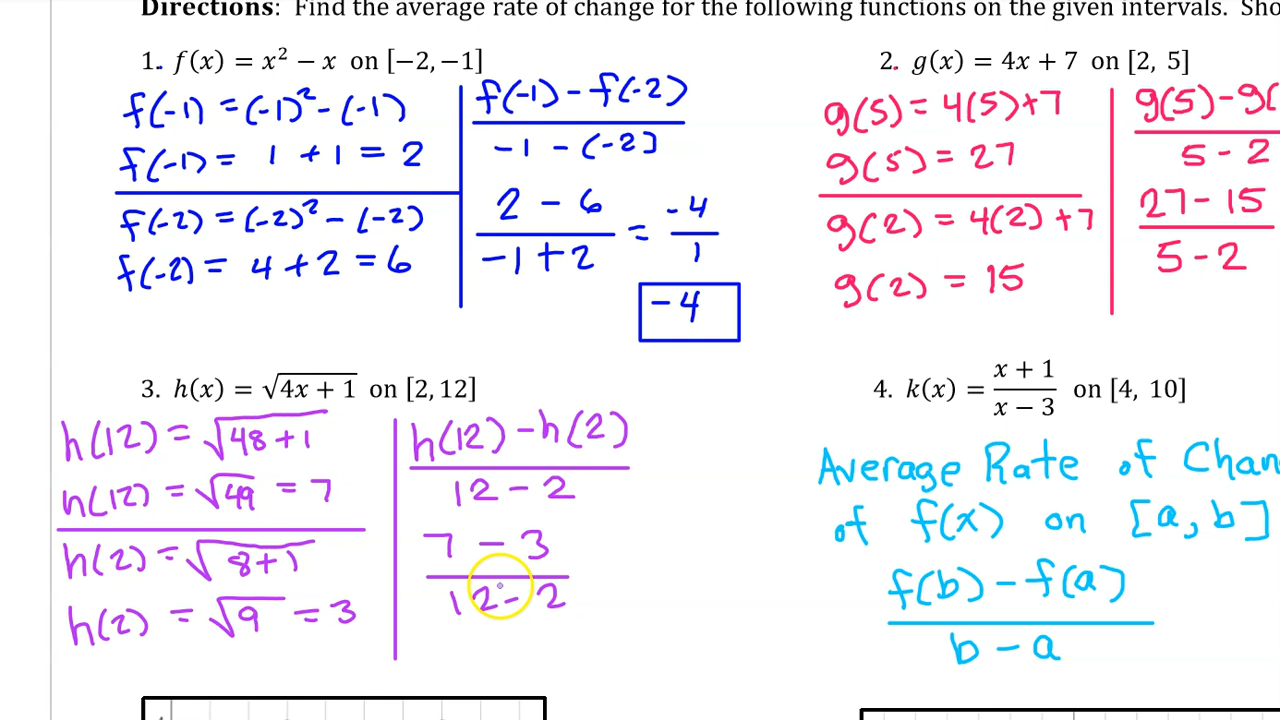 Directions: Find the average rate of change for the following functions on the given intervals. Sho
1. f(x) = x² − x on [−2, −1]
f(-1) = (-1)² - (-1)
f(-1) = 1 + 1 = 2
f(-2) = (-2)² - (-2)
f(-2) = 4 + 2 = 6
f(-1) - f(-2)
-1 - (-2)
2 - 6
-1 + 2
= -4
1
-4
2. g(x) = 4x + 7 on [2, 5]
g(5) = 4(5) + 7
g(5) = 27
g(2) = 4(2) + 7
g(2) = 15
g(5) - g(
5 - 2
27 - 15
5 - 2
3. h(x) = √4x + 1 on [2, 12]
h(12) = √48 + 1
h(12) = √49 = 7
h(2) = √8 + 1
h(2) = √9 = 3
h(12) - h(2)
12 - 2
7 - 3
12 - 2
4. k(x) = x + 1
x − 3
on [4, 10]
Average Rate of Chan
of f(x) on [a, b]
f(b) - f(a)
b - a